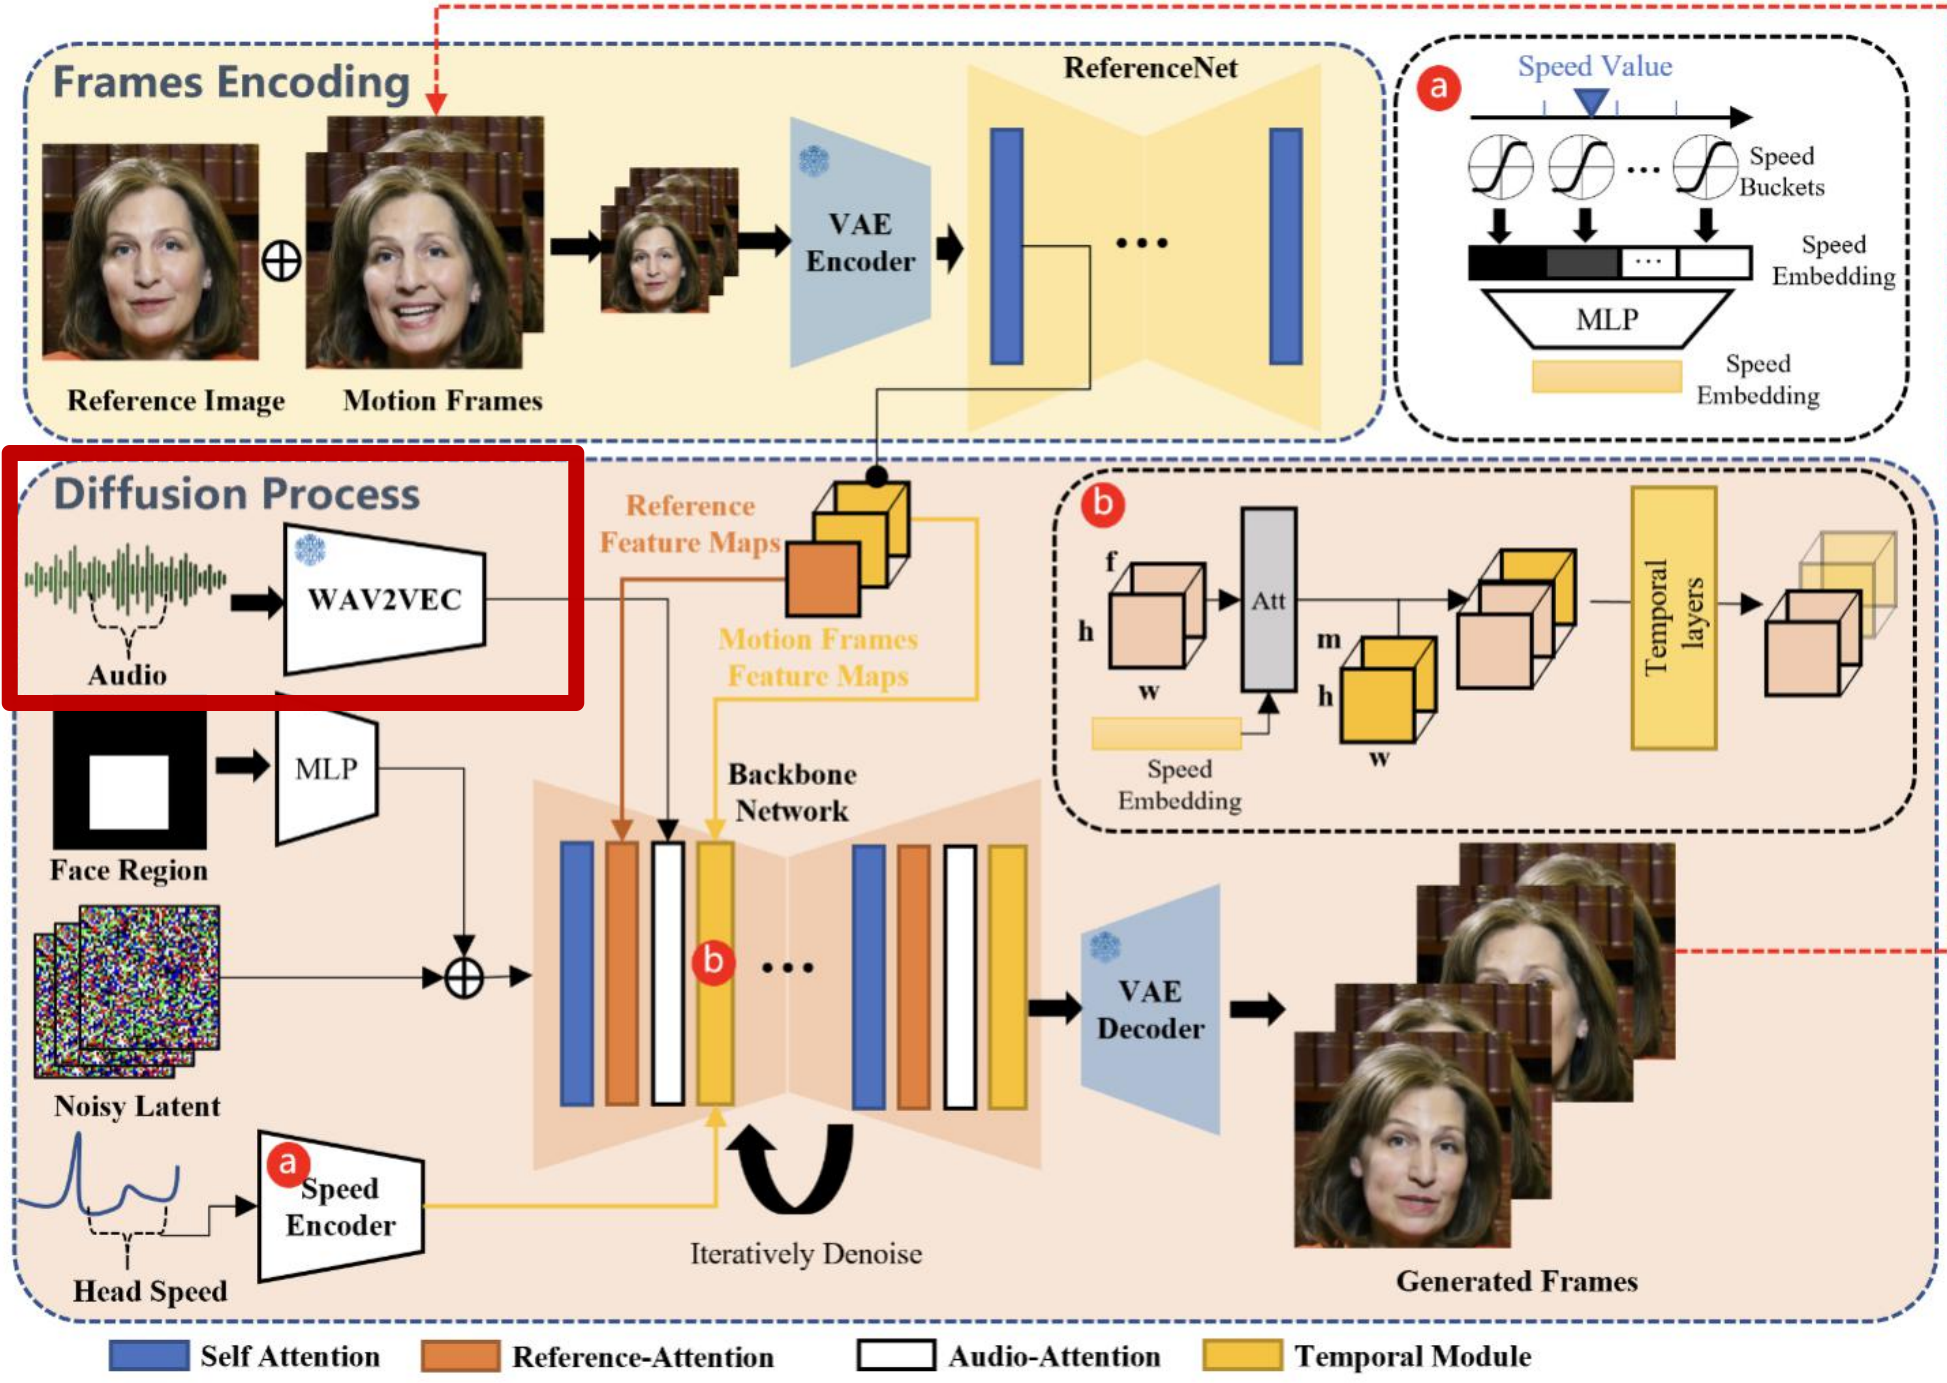 Frames Encoding
ReferenceNet
VAE
Encoder
...
Reference Image
Motion Frames
a
Speed Value
Speed
Buckets
...
Speed
Embedding
...
MLP
Speed
Embedding
Diffusion Process
WAV2VEC
Audio
Reference
Feature Maps
Motion Frames
Feature Maps
b
f
h
w
Att
m
h
w
Temporal
layers
Speed
Embedding
MLP
Face Region
Backbone
Network
Noisy Latent
b
...
VAE
Decoder
a
Speed
Encoder
Head Speed
Iteratively Denoise
Generated Frames
Self Attention
Reference-Attention
Audio-Attention
Temporal Module